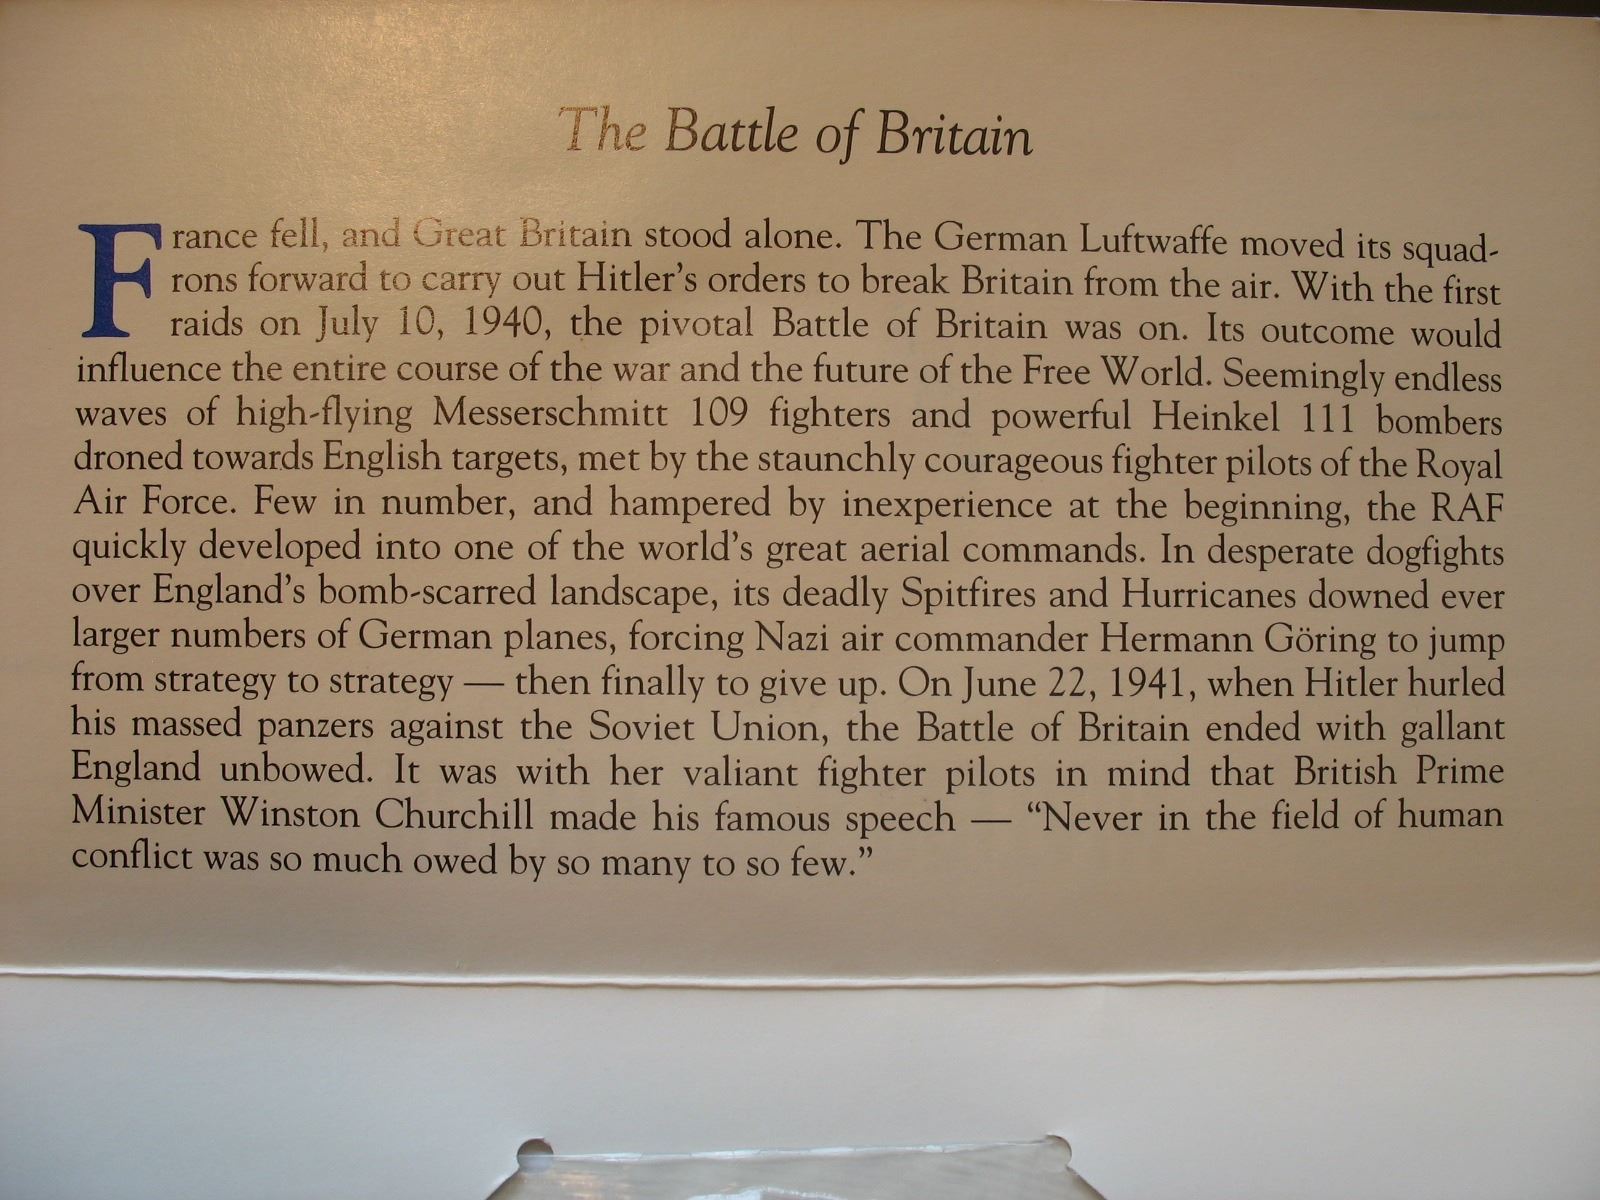 The Battle of Britain
France fell, and Great Britain stood alone. The German Luftwaffe moved its squad-
rons forward to carry out Hitler's orders to break Britain from the air. With the first
raids on July 10, 1940, the pivotal Battle of Britain was on. Its outcome would
influence the entire course of the war and the future of the Free World. Seemingly endless
waves of high-flying Messerschmitt 109 fighters and powerful Heinkel 111 bombers
droned towards English targets, met by the staunchly courageous fighter pilots of the Royal
Air Force. Few in number, and hampered by inexperience at the beginning, the RAF
quickly developed into one of the world's great aerial commands. In desperate dogfights
over England's bomb-scarred landscape, its deadly Spitfires and Hurricanes downed ever
larger numbers of German planes, forcing Nazi air commander Hermann Göring to jump
from strategy to strategy — then finally to give up. On June 22, 1941, when Hitler hurled
his massed panzers against the Soviet Union, the Battle of Britain ended with gallant
England unbowed. It was with her valiant fighter pilots in mind that British Prime
Minister Winston Churchill made his famous speech — “Never in the field of human
conflict was so much owed by so many to so few.”